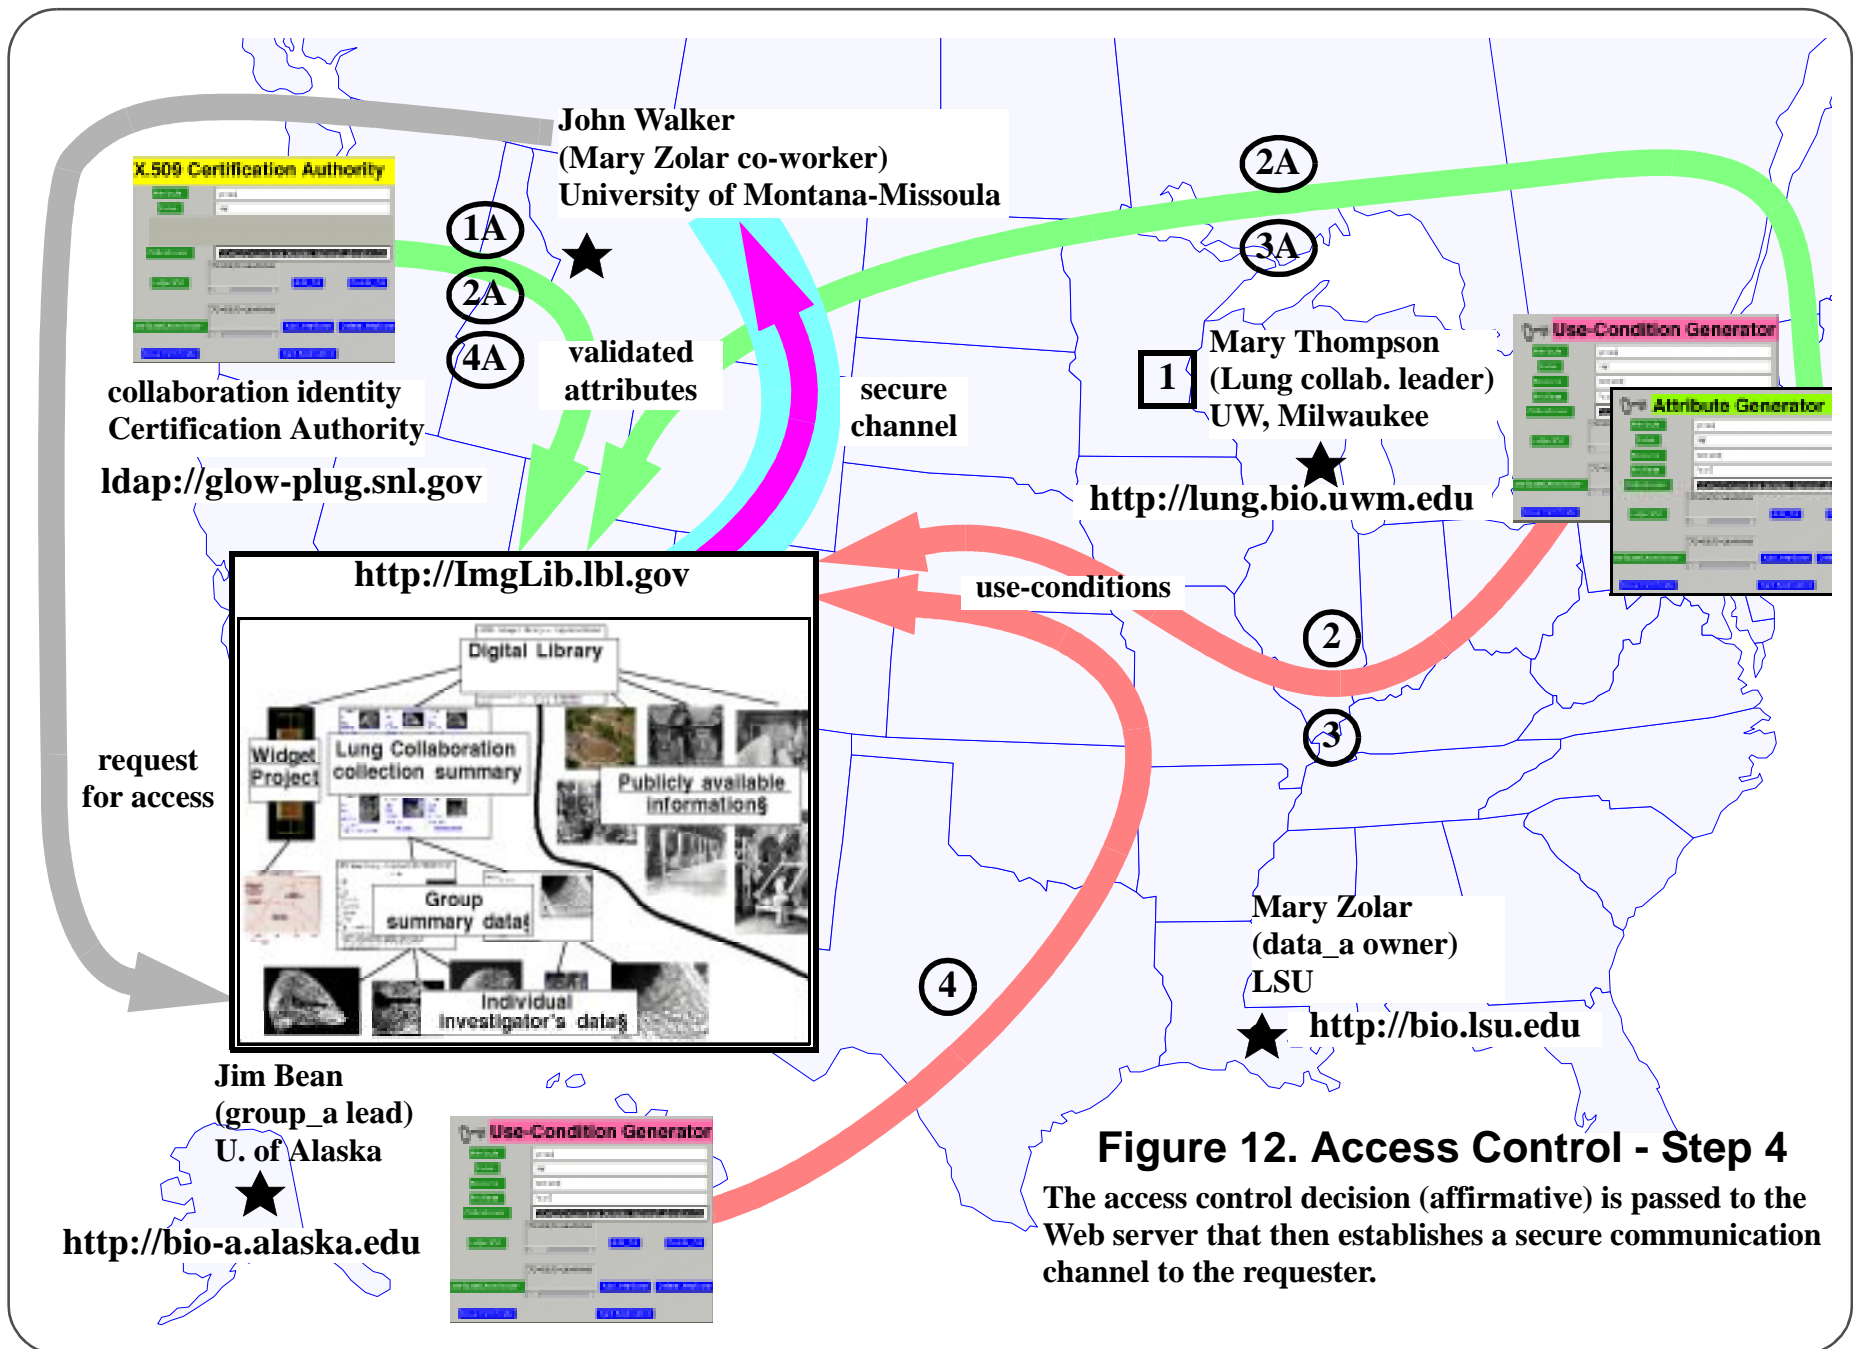 John Walker
(Mary Zolar co-worker)
University of Montana-Missoula
X.509 Certification Authority
1A
2A
4A
2A
3A
collaboration identity
Certification Authority
ldap://glow-plug.snl.gov
validated
attributes
secure
channel
1
Mary Thompson
(Lung collab. leader)
UW, Milwaukee
http://lung.bio.uwm.edu
Use-Condition Generator
Attribute Generator
http://ImgLib.lbl.gov
use-conditions
2
3
Digital Library
Widget
Project
Lung Collaboration
collection summary
Publicly available
information§
Group
summary data§
Individual
investigator's data§
request
for access
4
Mary Zolar
(data_a owner)
LSU
http://bio.lsu.edu
Jim Bean
(group_a lead)
U. of Alaska
http://bio-a.alaska.edu
Use-Condition Generator
Figure 12. Access Control - Step 4
The access control decision (affirmative) is passed to the
Web server that then establishes a secure communication
channel to the requester.